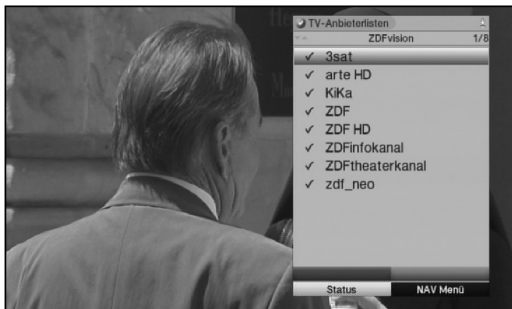 TV-Anbieterlisten
ZDFvision 1/8
✓ 3sat
✓ arte HD
✓ KiKa
✓ ZDF
✓ ZDF HD
✓ ZDFinfokanal
✓ ZDFtheaterkanal
✓ zdf_neo
Status NAV Menü